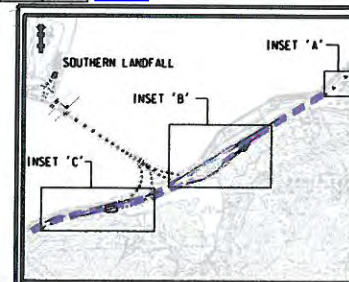 INSET 'A'
SOUTHERN LANDFALL
INSET 'B'
INSET 'C'